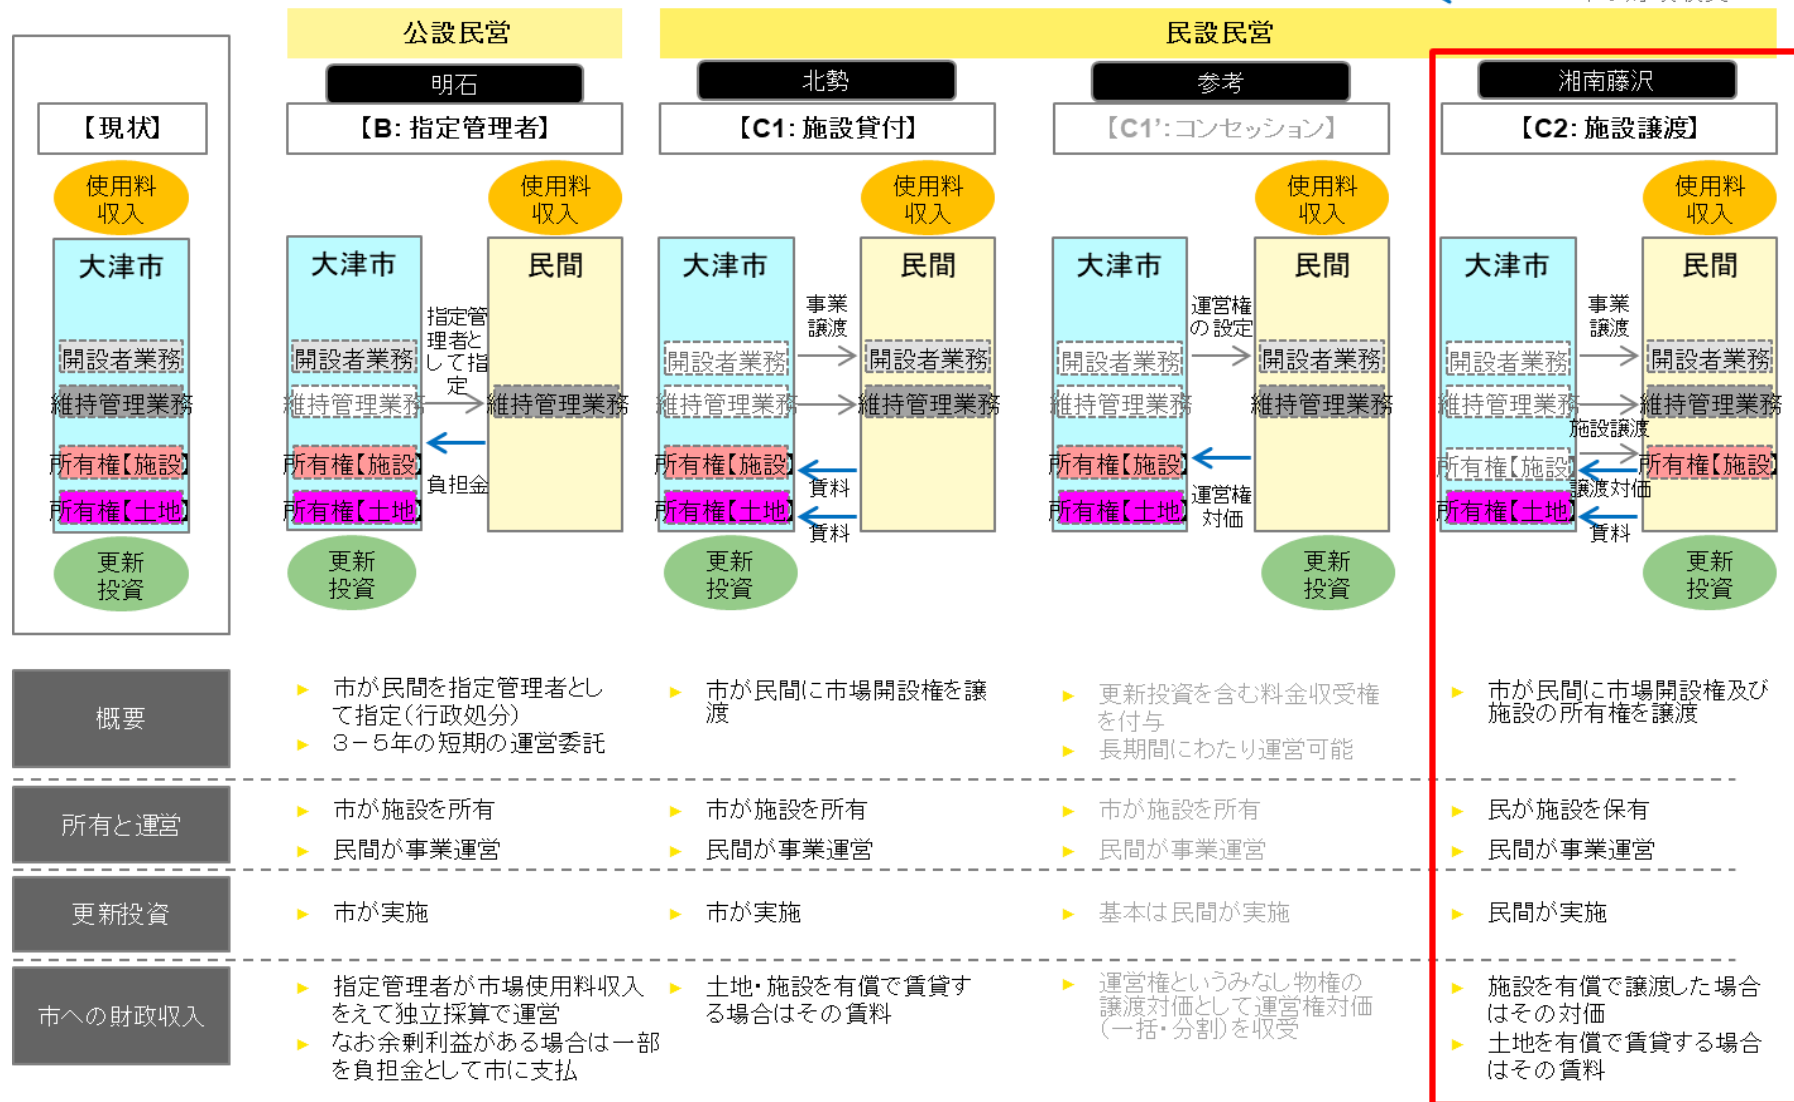 公設民営
民設民営
明石
北勢
参考
湘南藤沢
【現状】
【B:指定管理者】
【C1:施設貸付】
【C1’:コンセッション】
【C2:施設譲渡】
使用料
収入
大津市
開設者業務
維持管理業務
所有権【施設】
所有権【土地】
更新
投資
使用料
収入
大津市
民間
指定管
理者と
して指
定
開設者業務
維持管理業務
維持管理業務
所有権【施設】
負担金
所有権【土地】
更新
投資
使用料
収入
大津市
民間
事業
譲渡
開設者業務
開設者業務
維持管理業務
維持管理業務
所有権【施設】
賃料
所有権【土地】
賃料
更新
投資
使用料
収入
大津市
民間
運営権
の設定
開設者業務
開設者業務
維持管理業務
維持管理業務
所有権【施設】
所有権【土地】
運営権
対価
更新
投資
使用料
収入
大津市
民間
事業
譲渡
開設者業務
開設者業務
維持管理業務
維持管理業務
施設譲渡
所有権【施設】
所有権【施設】
譲渡対価
所有権【土地】
賃料
更新
投資
概要
► 市が民間を指定管理者とし
て指定(行政処分)
► 3-5年の短期の運営委託
► 市が民間に市場開設権を譲
渡
► 更新投資を含む料金収受権
を付与
► 長期間にわたり運営可能
► 市が民間に市場開設権及び
施設の所有権を譲渡
所有と運営
► 市が施設を所有
► 民間が事業運営
► 市が施設を所有
► 民間が事業運営
► 市が施設を所有
► 民間が事業運営
► 民が施設を保有
► 民間が事業運営
更新投資
► 市が実施
► 市が実施
► 基本は民間が実施
► 民間が実施
市への財政収入
► 指定管理者が市場使用料収入
をえて独立採算で運営
► なお余剰利益がある場合は一部
を負担金として市に支払
► 土地・施設を有償で賃貸す
る場合はその賃料
► 運営権というみなし物権の
譲渡対価として運営権対価
(一括・分割)を収受
► 施設を有償で譲渡した場合
はその対価
► 土地を有償で賃貸する場合
はその賃料